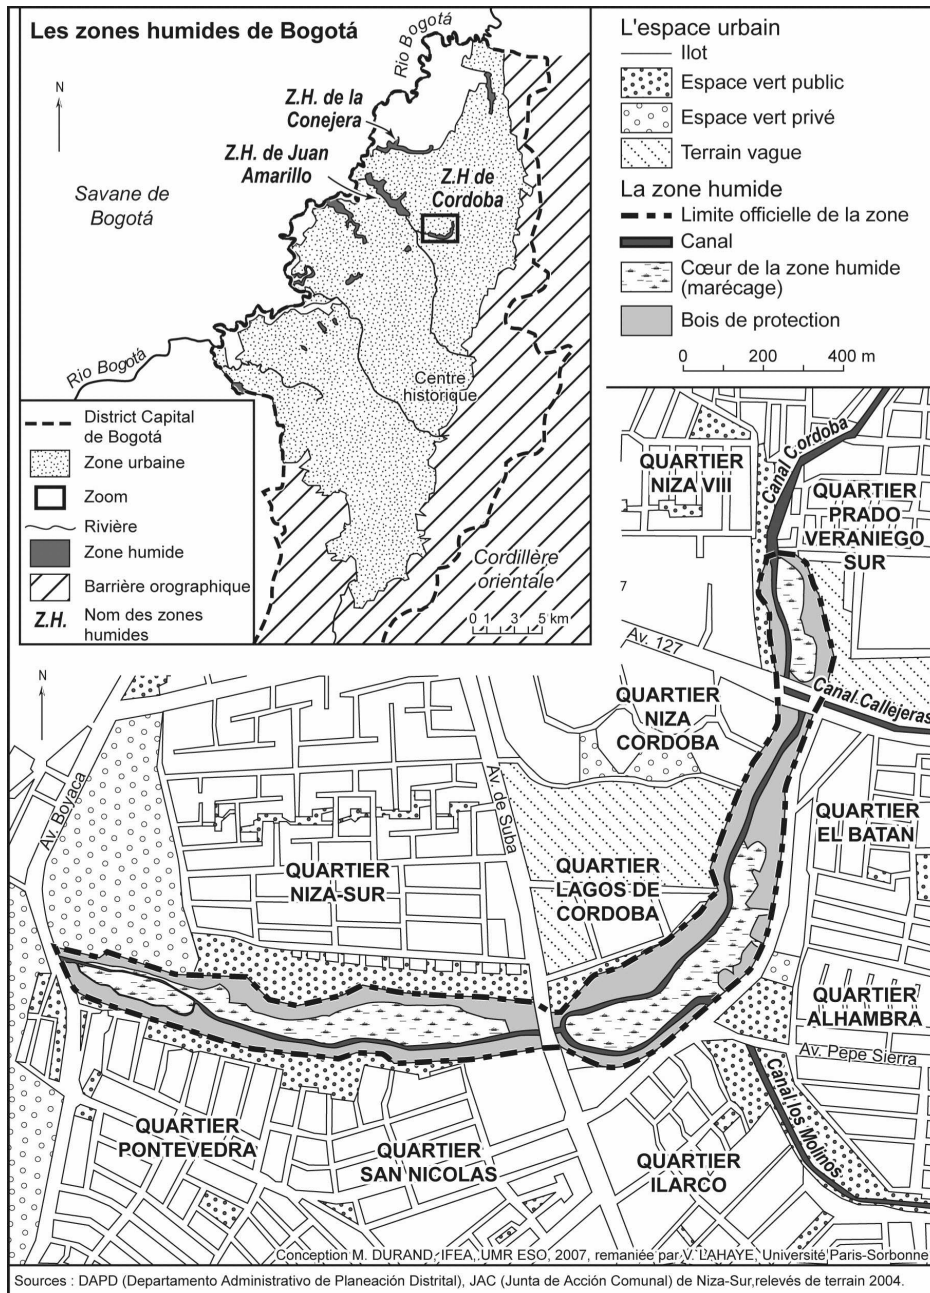 Les zones humides de Bogotá
Rio Bogotá
N
Z.H. de la
Conejera
Z.H. de Juan
Amarillo
Z.H de
Cordoba
Savane de
Bogotá
Rio Bogotá
Centre
historique
Cordillère
orientale
0 1 3 5 km
District Capital
de Bogotá
Zone urbaine
Zoom
Rivière
Zone humide
Barrière orographique
Z.H. Nom des zones
humides
L'espace urbain
Ilot
Espace vert public
Espace vert privé
Terrain vague
La zone humide
Limite officielle de la zone
Canal
Cœur de la zone humide
(marécage)
Bois de protection
0 200 400 m
Canal Cordoba
QUARTIER
NIZA VIII
QUARTIER
PRADO
VERANIEGO
SUR
Av. 127
Canal Callejeras
N
QUARTIER
NIZA
CORDOBA
Av. Boyaca
Av. de Suba
QUARTIER
EL BATAN
QUARTIER
NIZA-SUR
QUARTIER
LAGOS DE
CORDOBA
QUARTIER
ALHAMBRA
Av. Pepe Sierra
Canal los Molinos
QUARTIER
PONTEVEDRA
QUARTIER
SAN NICOLAS
QUARTIER
ILARCO
Conception M. DURAND, IFEA, UMR ESO, 2007, remaniée par V. LAHAYE, Université Paris-Sorbonne
Sources : DAPD (Departamento Administrativo de Planeación Distrital), JAC (Junta de Acción Comunal) de Niza-Sur,relevés de terrain 2004.